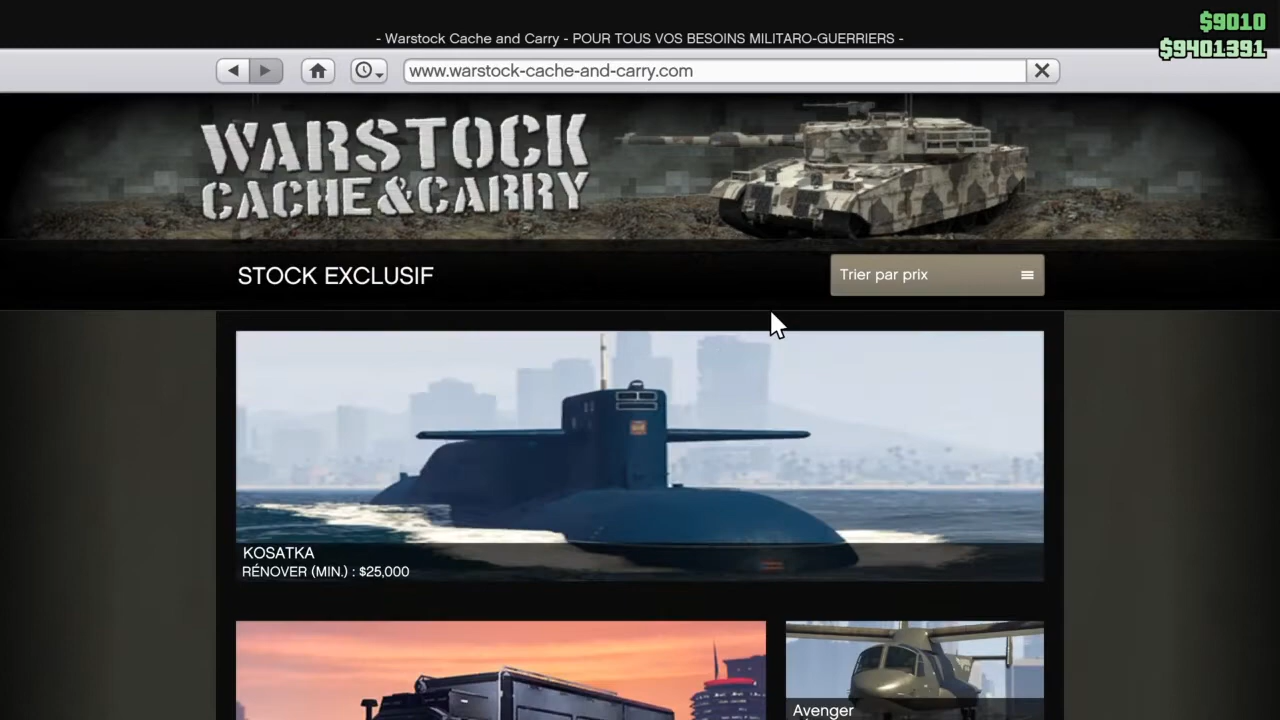 $9010
- Warstock Cache and Carry - POUR TOUS VOS BESOINS MILITARO-GUERRIERS -
$9401391
www.warstock-cache-and-carry.com
WARSTOCK
CACHE&CARRY
STOCK EXCLUSIF
Trier par prix
KOSATKA
RÉNOVER (MIN.) : $25,000
Avenger